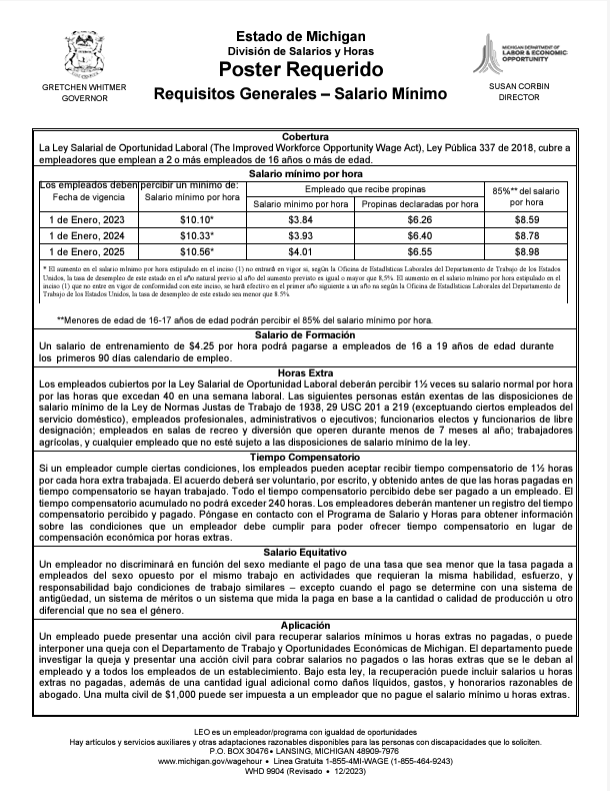 Estado de Michigan
División de Salarios y Horas
Poster Requerido
Requisitos Generales – Salario Mínimo
GRETCHEN WHITMER
GOVERNOR
MICHIGAN DEPARTMENT OF
LABOR & ECONOMIC
OPPORTUNITY
SUSAN CORBIN
DIRECTOR
Cobertura
La Ley Salarial de Oportunidad Laboral (The Improved Workforce Opportunity Wage Act), Ley Pública 337 de 2018, cubre a
empleadores que emplean a 2 o más empleados de 16 años o más de edad.
Salario mínimo por hora
Los empleados deben percibir un mínimo de:
Fecha de vigencia Salario mínimo por hora Empleado que recibe propinas 85%** del salario
Salario mínimo por hora Propinas declaradas por hora por hora
1 de Enero, 2023 $10.10* $3.84 $6.26 $8.59
1 de Enero, 2024 $10.33* $3.93 $6.40 $8.78
1 de Enero, 2025 $10.56* $4.01 $6.55 $8.98
* El aumento en el salario mínimo por hora estipulado en el inciso (1) no entrará en vigor si, según la Oficina de Estadísticas Laborales del Departamento de Trabajo de los Estados
Unidos, la tasa de desempleo de este estado en el año natural previo al año del aumento previsto es igual o mayor que 8,5%. El aumento en el salario mínimo por hora estipulado en el
inciso (1) que no entre en vigor de conformidad con este inciso, se hará efectivo en el primer año siguiente al año natural según la Oficina de Estadísticas Laborales del Departamento de
Trabajo de los Estados Unidos, la tasa de desempleo de este estado sea menor que 8.5%.
**Menores de edad de 16-17 años de edad podrán percibir el 85% del salario mínimo por hora.
Salario de Formación
Un salario de entrenamiento de $4.25 por hora podrá pagarse a empleados de 16 a 19 años de edad durante
los primeros 90 días calendario de empleo.
Horas Extra
Los empleados cubiertos por la Ley Salarial de Oportunidad Laboral deberán percibir 1½ veces su salario normal por hora
por las horas que excedan 40 en una semana laboral. Las siguientes personas están exentas de las disposiciones de
salario mínimo de la Ley de Normas Justas de Trabajo de 1938, 29 USC 201 a 219 (exceptuando ciertos empleados del
servicio doméstico), empleados profesionales, administrativos o ejecutivos; funcionarios electos y funcionarios de libre
designación; empleados en salas de recreo y diversión que operen durante menos de 7 meses al año; trabajadores
agrícolas, y cualquier empleado que no esté sujeto a las disposiciones de salario mínimo de la ley.
Tiempo Compensatorio
Si un empleador cumple ciertas condiciones, los empleados pueden aceptar recibir tiempo compensatorio de 1½ horas
por cada hora extra trabajada. El acuerdo deberá ser voluntario, por escrito, y obtenido antes de que las horas pagadas en
tiempo compensatorio se hayan trabajado. Todo el tiempo compensatorio percibido debe ser pagado a un empleado. El
tiempo compensatorio acumulado no podrá exceder 240 horas. Los empleadores deberán mantener un registro del tiempo
compensatorio percibido y pagado. Póngase en contacto con el Programa de Salario y Horas para obtener información
sobre las condiciones que un empleador debe cumplir para poder ofrecer tiempo compensatorio en lugar de
compensación económica por horas extras.
Salario Equitativo
Un empleador no discriminará en función del sexo mediante el pago de una tasa que sea menor que la tasa pagada a
empleados del sexo opuesto por el mismo trabajo en actividades que requieran la misma habilidad, esfuerzo, y
responsabilidad bajo condiciones de trabajo similares – excepto cuando el pago se determine con una sistema de
antigüedad, un sistema de méritos o un sistema que mida la paga en base a la cantidad o calidad de producción u otro
diferencial que no sea el género.
Aplicación
Un empleado puede presentar una acción civil para recuperar salarios mínimos u horas extras no pagadas, o puede
interponer una queja con el Departamento de Trabajo y Oportunidades Económicas de Michigan. El departamento puede
investigar la queja y presentar una acción civil para cobrar salarios no pagados o las horas extras que se le deban al
empleado y a todos los empleados de un establecimiento. Bajo esta ley, la recuperación puede incluir salarios u horas
extras no pagadas, además de una cantidad igual adicional como daños líquidos, gastos, y honorarios razonables de
abogado. Una multa civil de $1,000 puede ser impuesta a un empleador que no pague el salario mínimo u horas extras.
LEO es un empleador/programa con igualdad de oportunidades
Hay artículos y servicios auxiliares y otras adaptaciones razonables disponibles para las personas con discapacidades que lo soliciten.
P.O. BOX 30476 • LANSING, MICHIGAN 48909-7976
www.michigan.gov/wagehour • Linea Gratuita 1-855-4MI-WAGE (1-855-464-9243)
WHD 9904 (Revisado • 12/2023)